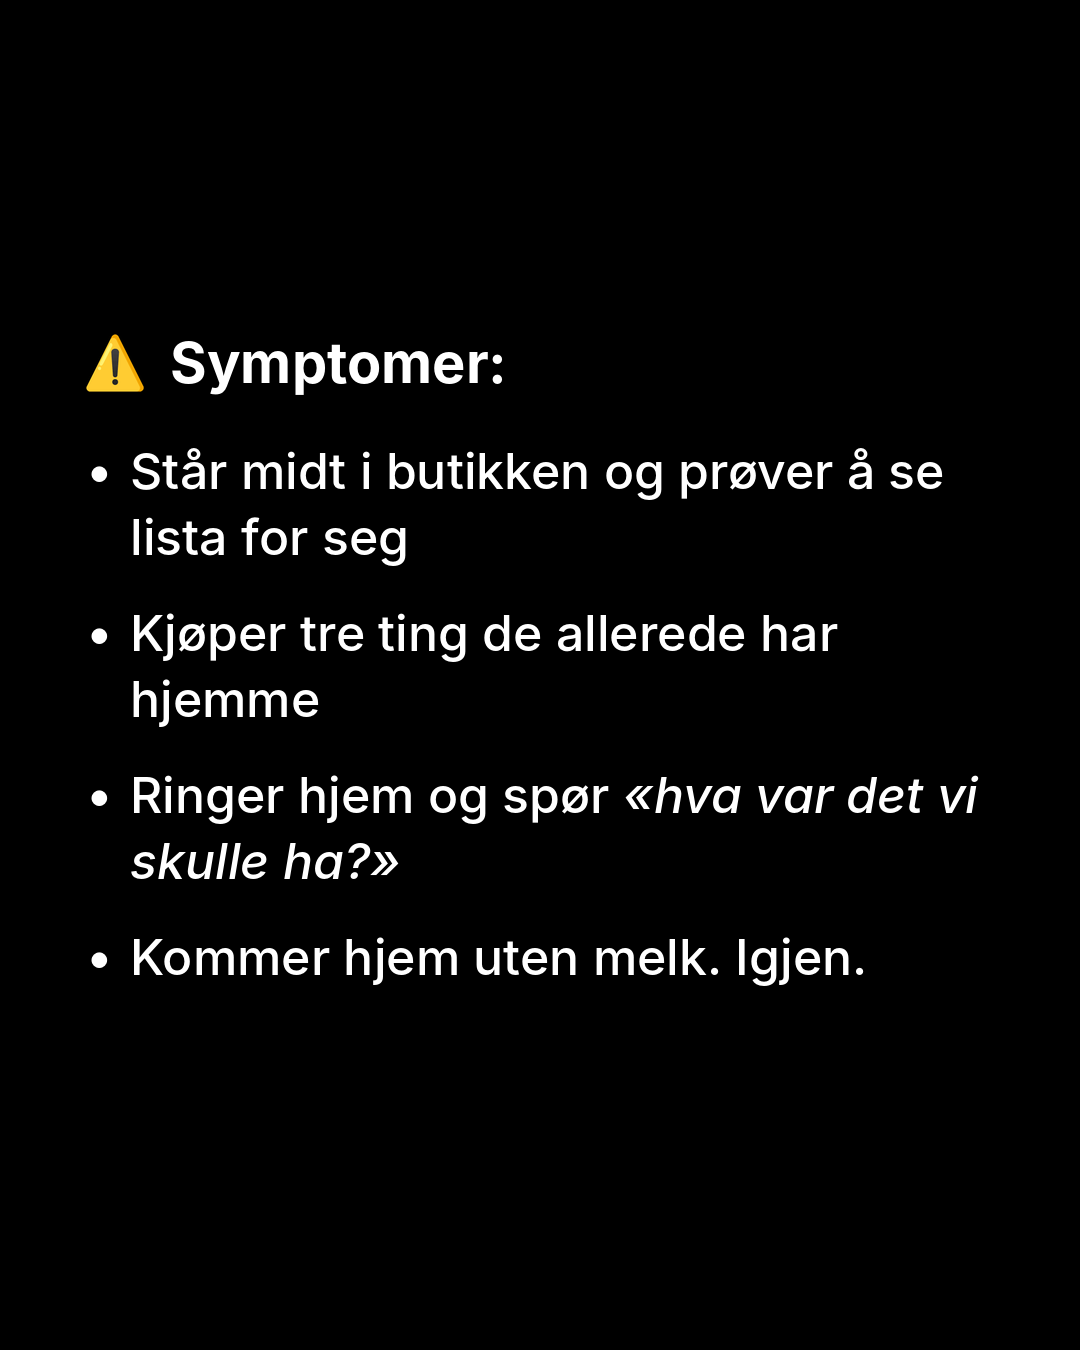 ⚠️ Symptomer:
• Står midt i butikken og prøver å se
lista for seg
• Kjøper tre ting de allerede har
hjemme
• Ringer hjem og spør «hva var det vi
skulle ha?»
• Kommer hjem uten melk. Igjen.